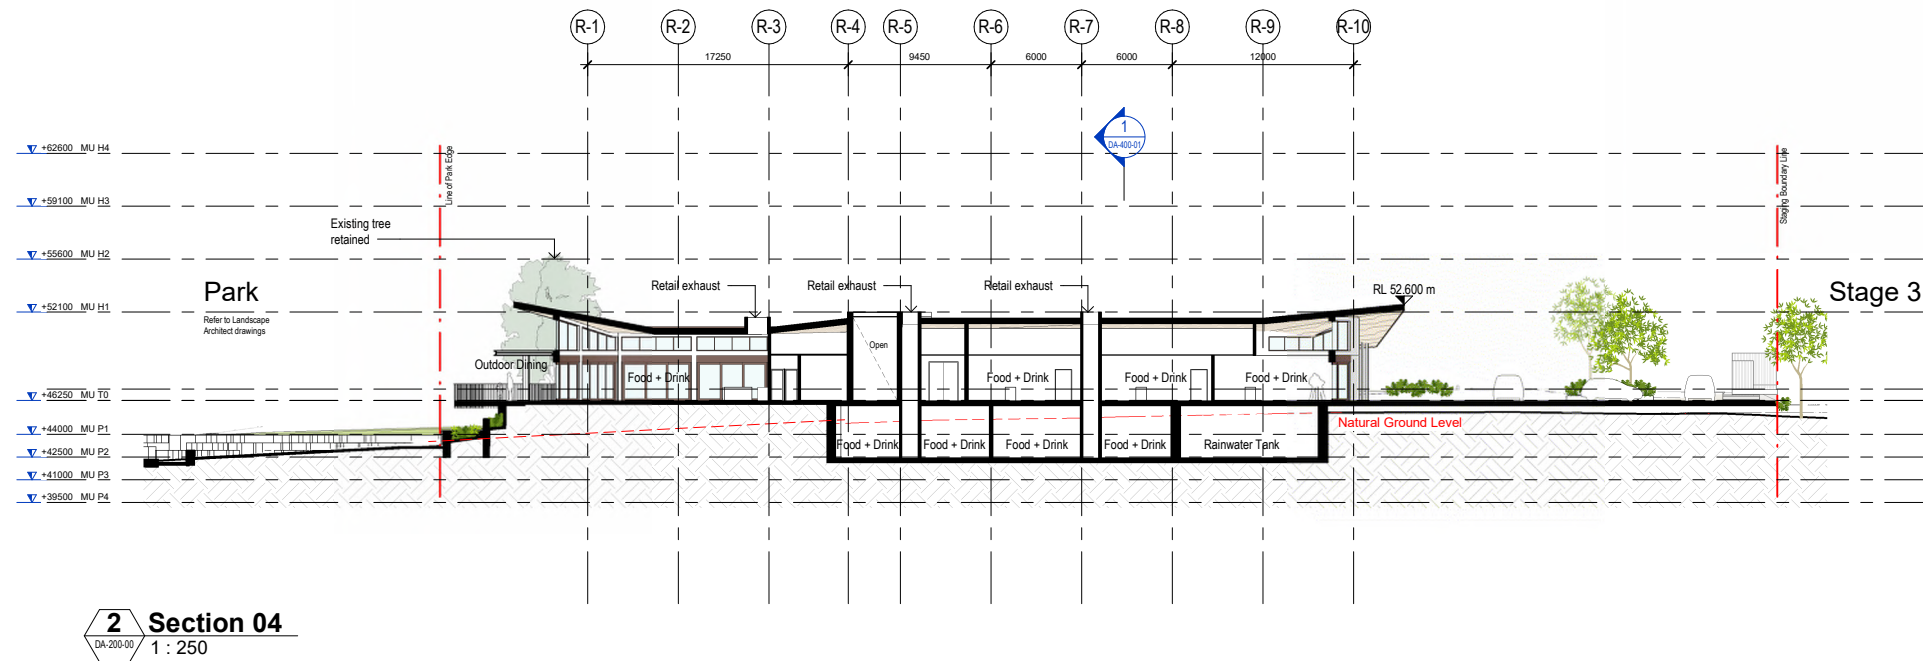 R-1 R-2 R-3 R-4 R-5 R-6 R-7 R-8 R-9 R-10
17250 9450 6000 6000 12000
1
DA-400-01
+62600 MU H4
Line of Park Edge
Staging Boundary Line
+59100 MU H3
Existing tree
retained
+55600 MU H2
Park
Refer to Landscape
Architect drawings
Retail exhaust Retail exhaust Retail exhaust
RL 52.600 m
Stage 3
+52100 MU H1
Open
Outdoor Dining
Food + Drink Food + Drink Food + Drink Food + Drink
+46250 MU T0
Natural Ground Level
+44000 MU P1
Food + Drink Food + Drink Food + Drink Food + Drink Rainwater Tank
+42500 MU P2
+41000 MU P3
+39500 MU P4
2 Section 04
DA-200-00 1 : 250